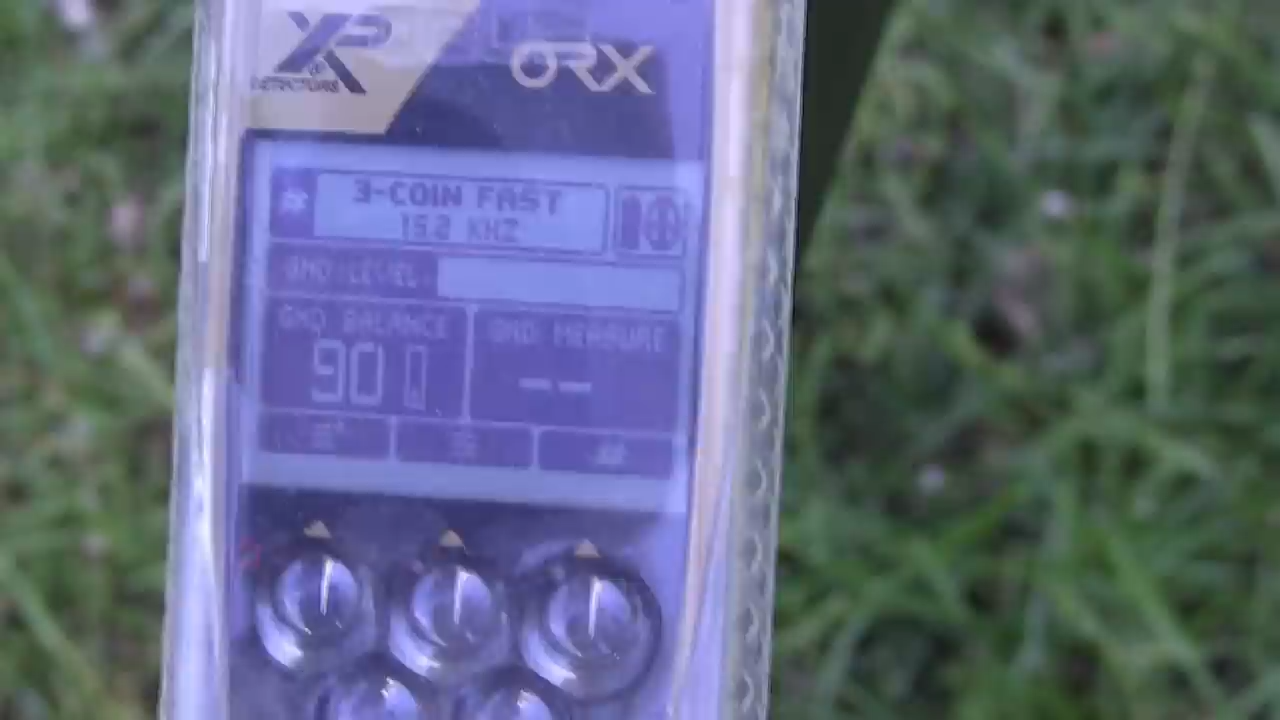 XP
DETECTORS
ORX
3-COIN FAST
15.2 KHZ
GND LEVEL
GND BALANCE
GND MEASURE
90
--